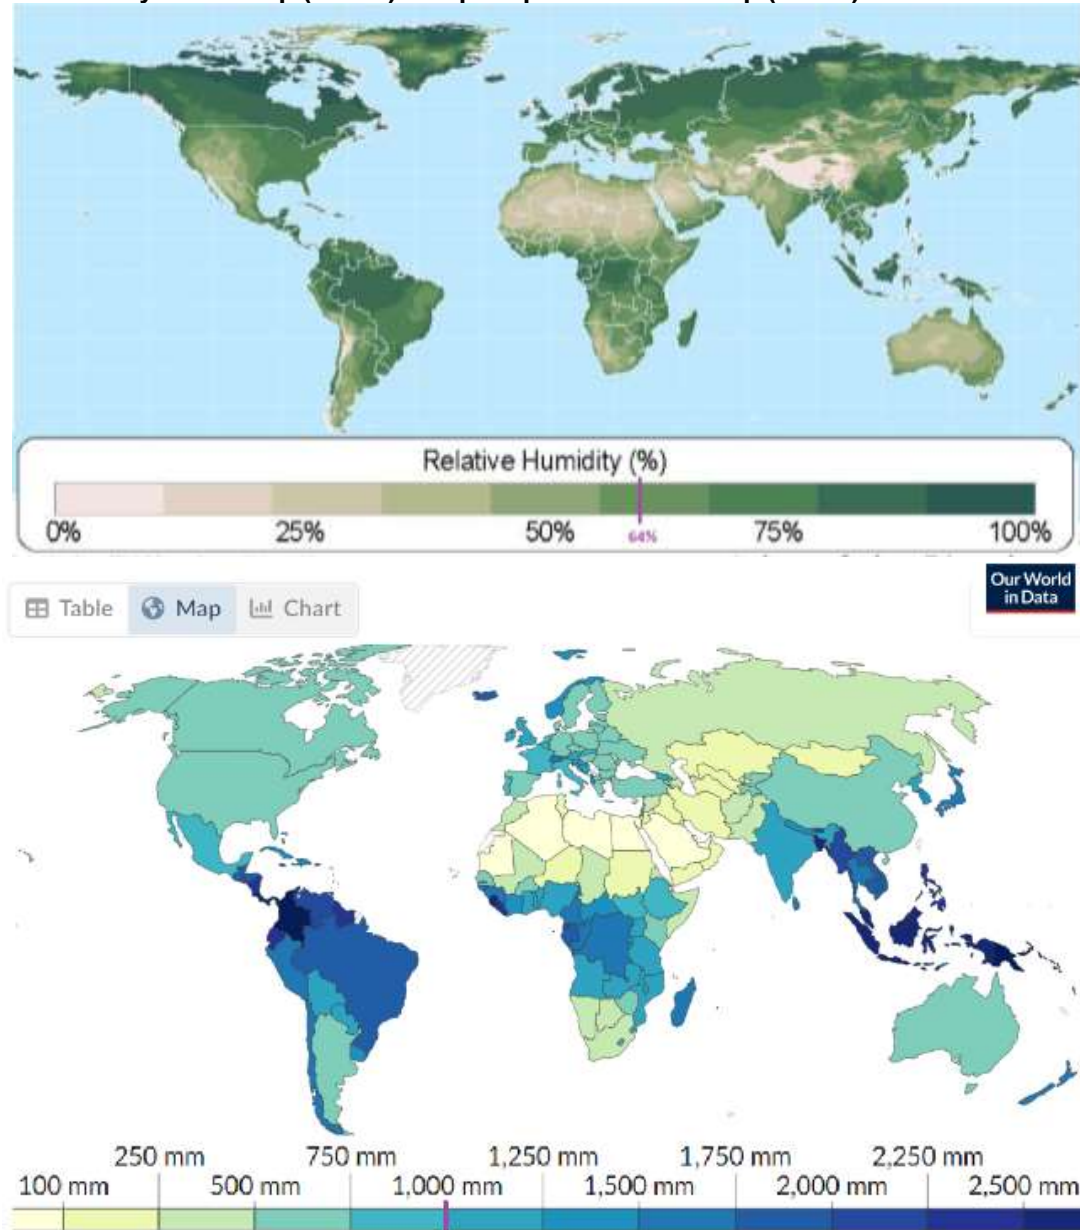 Relative Humidity (%)
0% 25% 50% 75% 100%
64%
Our World
in Data
Table Map Chart
250 mm 750 mm 1,250 mm 1,750 mm 2,250 mm
100 mm 500 mm 1,000 mm 1,500 mm 2,000 mm 2,500 mm